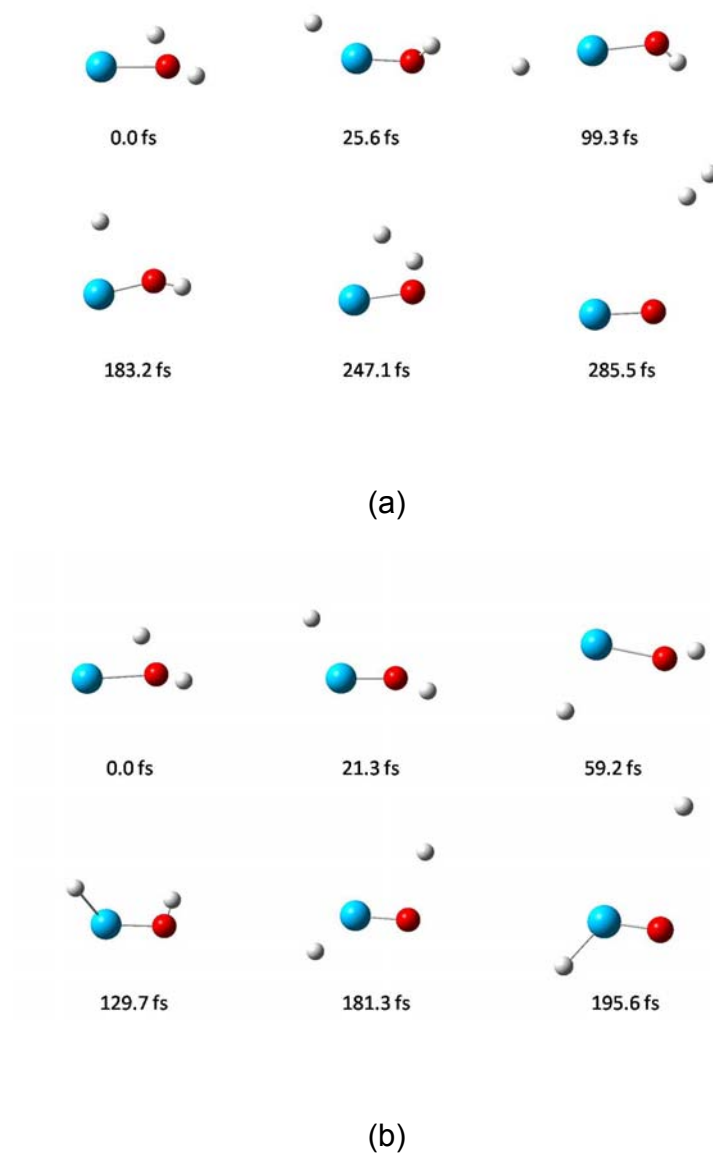 0.0 fs 25.6 fs 99.3 fs
183.2 fs 247.1 fs 285.5 fs
(a)
0.0 fs 21.3 fs 59.2 fs
129.7 fs 181.3 fs 195.6 fs
(b)